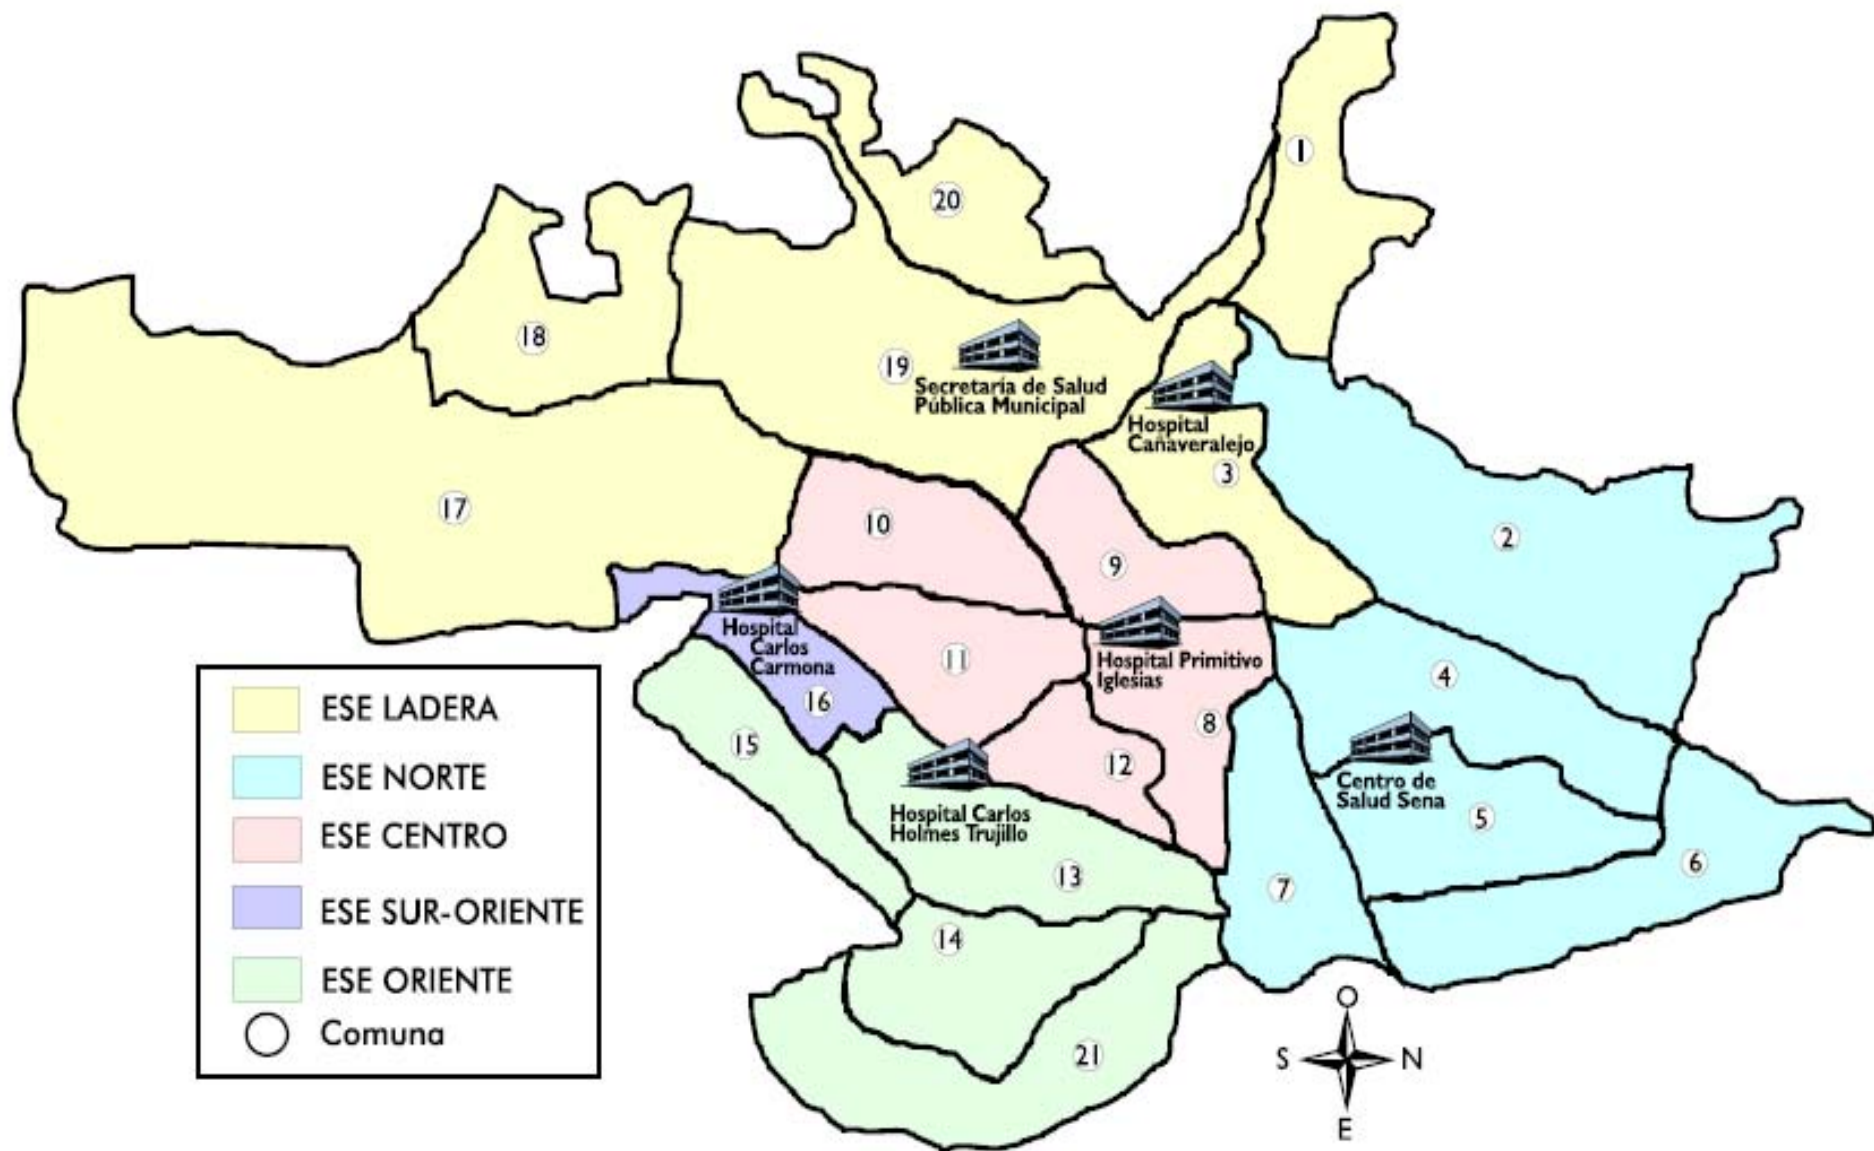 1
20
18
19
Secretaría de Salud
Pública Municipal
Hospital
Cañaveralejo
3
17
10
9
2
Hospital
Carlos
Carmona
16
11
Hospital Primitivo
Iglesias
8
4
15
12
Centro de
Salud Sena
5
Hospital Carlos
Holmes Trujillo
13
7
6
14
21
ESE LADERA
ESE NORTE
ESE CENTRO
ESE SUR-ORIENTE
ESE ORIENTE
Comuna
O
S N
E